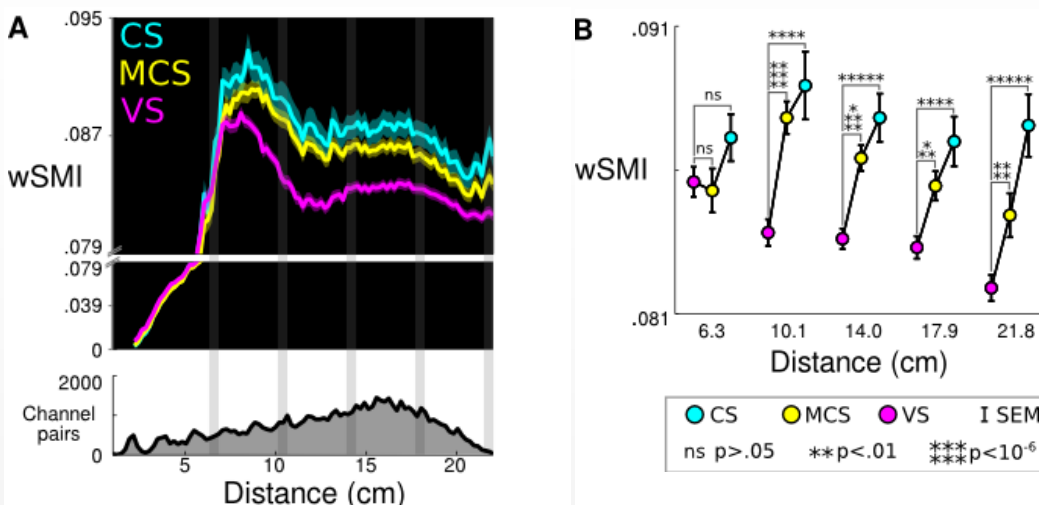 A
.095
CS
MCS
VS
.087
wSMI
.079
.079
.039
0
2000
Channel
pairs
0
5
10
15
20
Distance (cm)
B
.091
wSMI
.081
ns
ns
****
******
*****
*****
****
***
*****
****
6.3
10.1
14.0
17.9
21.8
Distance (cm)
CS
MCS
VS
I SEM
ns p>.05
**p<.01
******p<10⁻⁶